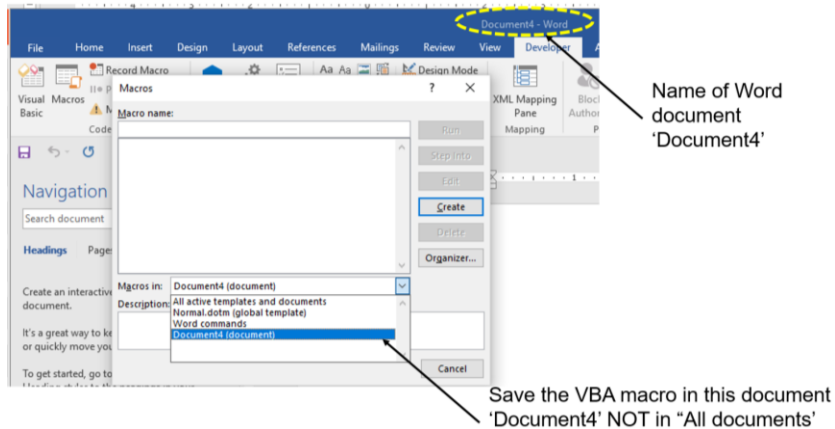 Document4 - Word
File Home Insert Design Layout References Mailings Review View Developer
Record Macro Aa Aa Design Mode
Macros ? ×
Visual Basic Macros XML Mapping Pane
Code Mapping
Macro name:
Run
Step Into
Edit
Create
Delete
Organizer...
Navigation
Search document
Headings
Create an interactive
document.
It's a great way to
or quickly move you
To get started, go to
Macros in: Document4 (document)
Description:
All active templates and documents
Normal.dotm (global template)
Word commands
Document4 (document)
Cancel
Name of Word
document
‘Document4’
Save the VBA macro in this document
‘Document4’ NOT in “All documents’